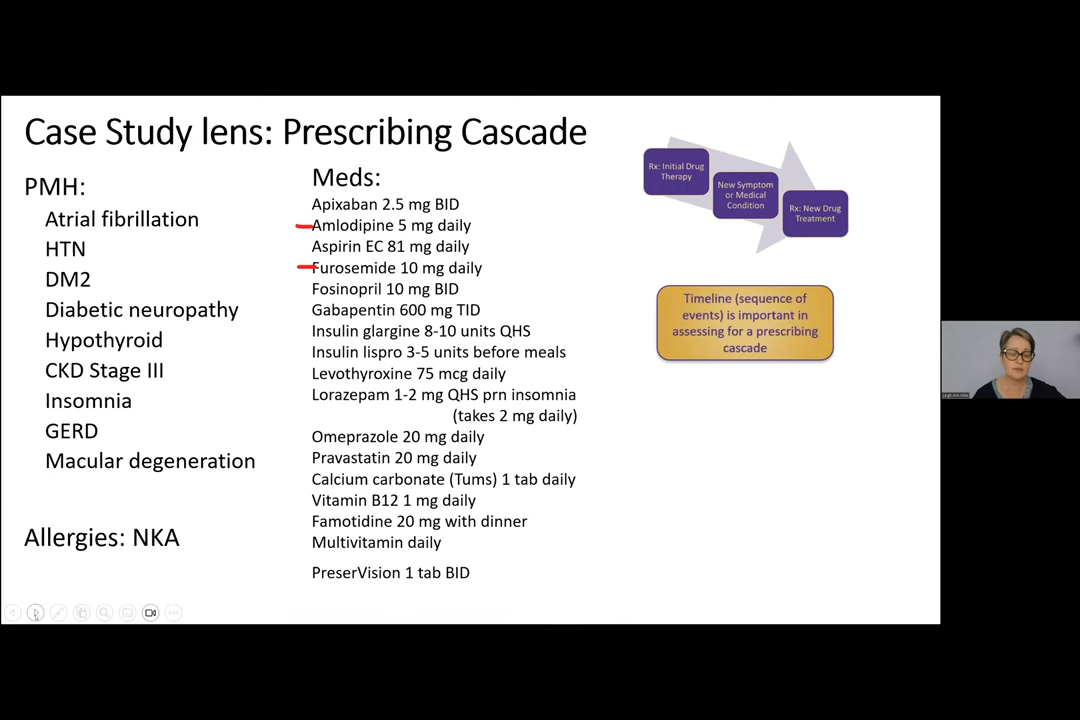 Case Study lens: Prescribing Cascade
PMH:
Atrial fibrillation
HTN
DM2
Diabetic neuropathy
Hypothyroid
CKD Stage III
Insomnia
GERD
Macular degeneration
Allergies: NKA
Meds:
Apixaban 2.5 mg BID
Amlodipine 5 mg daily
Aspirin EC 81 mg daily
Furosemide 10 mg daily
Fosinopril 10 mg BID
Gabapentin 600 mg TID
Insulin glargine 8-10 units QHS
Insulin lispro 3-5 units before meals
Levothyroxine 75 mcg daily
Lorazepam 1-2 mg QHS prn insomnia
(takes 2 mg daily)
Omeprazole 20 mg daily
Pravastatin 20 mg daily
Calcium carbonate (Tums) 1 tab daily
Vitamin B12 1 mg daily
Famotidine 20 mg with dinner
Multivitamin daily
PreserVision 1 tab BID
Rx: Initial Drug
Therapy
New Symptom
or Medical
Condition
Rx: New Drug
Treatment
Timeline (sequence of
events) is important in
assessing for a prescribing
cascade